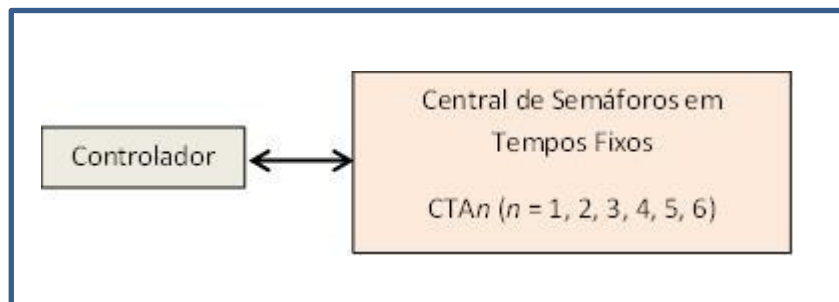 Controlador
Central de Semáforos em
Tempos Fixos
CTAn (n = 1, 2, 3, 4, 5, 6)